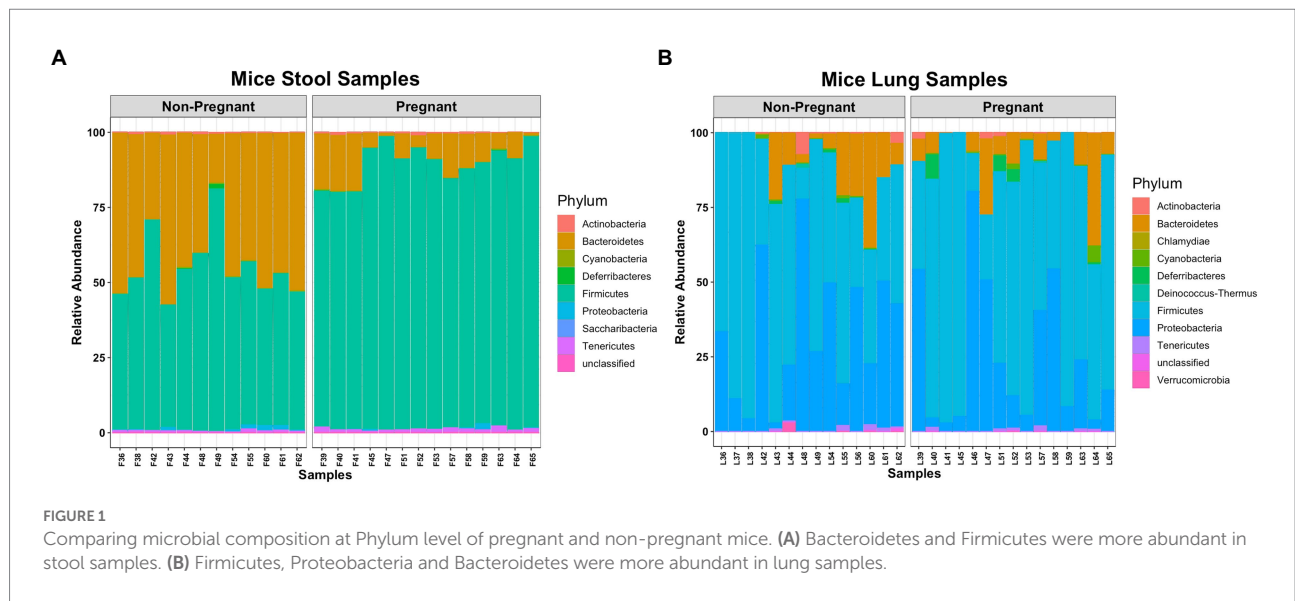 A
Mice Stool Samples
Non-Pregnant
Pregnant
Relative Abundance
100
75
50
25
0
F36 F38 F42 F43 F44 F48 F49 F54 F55 F60 F61 F62
F39 F40 F41 F45 F47 F51 F52 F53 F57 F58 F59 F63 F64 F65
Samples
Phylum
Actinobacteria
Bacteroidetes
Cyanobacteria
Deferribacteres
Firmicutes
Proteobacteria
Saccharibacteria
Tenericutes
unclassified
B
Mice Lung Samples
Non-Pregnant
Pregnant
Relative Abundance
100
75
50
25
0
L36 L37 L38 L42 L43 L44 L48 L49 L54 L55 L56 L60 L61 L62
L39 L40 L41 L45 L46 L47 L51 L52 L53 L57 L58 L59 L63 L64 L65
Samples
Phylum
Actinobacteria
Bacteroidetes
Chlamydiae
Cyanobacteria
Deferribacteres
Deinococcus-Thermus
Firmicutes
Proteobacteria
Tenericutes
unclassified
Verrucomicrobia
FIGURE 1
Comparing microbial composition at Phylum level of pregnant and non-pregnant mice. (A) Bacteroidetes and Firmicutes were more abundant in
stool samples. (B) Firmicutes, Proteobacteria and Bacteroidetes were more abundant in lung samples.